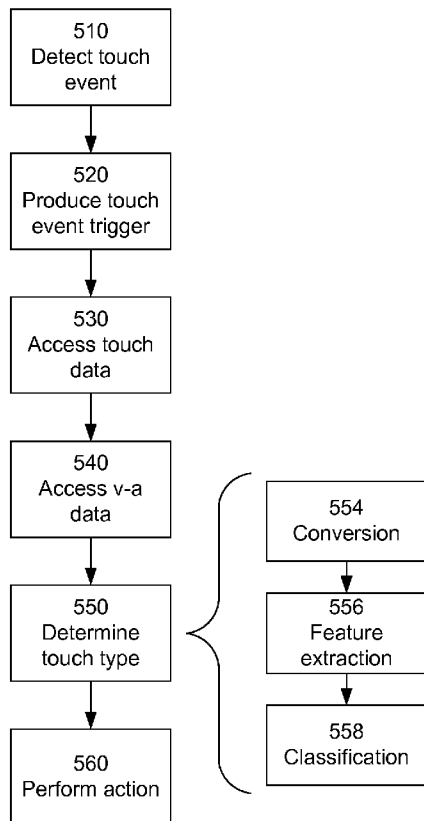 510
Detect touch
event
520
Produce touch
event trigger
530
Access touch
data
540
Access v-a
data
550
Determine
touch type
560
Perform action
554
Conversion
556
Feature
extraction
558
Classification